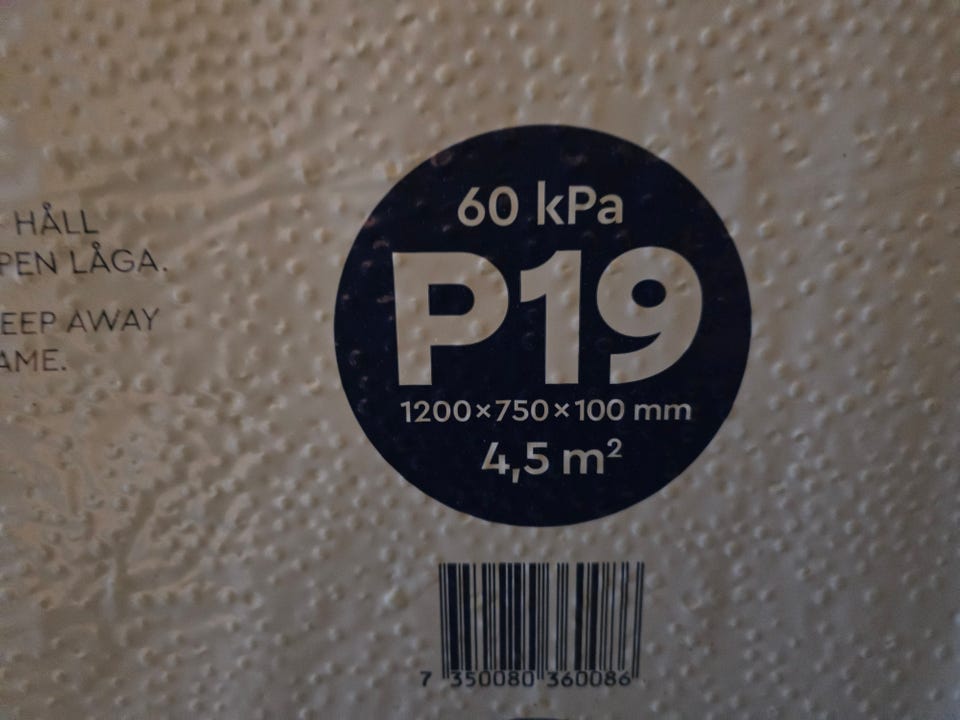 HÅLL
PEN LÅGA.
EEP AWAY
AME.
60 kPa
P19
1200×750×100 mm
4,5 m²
7 350080 360086